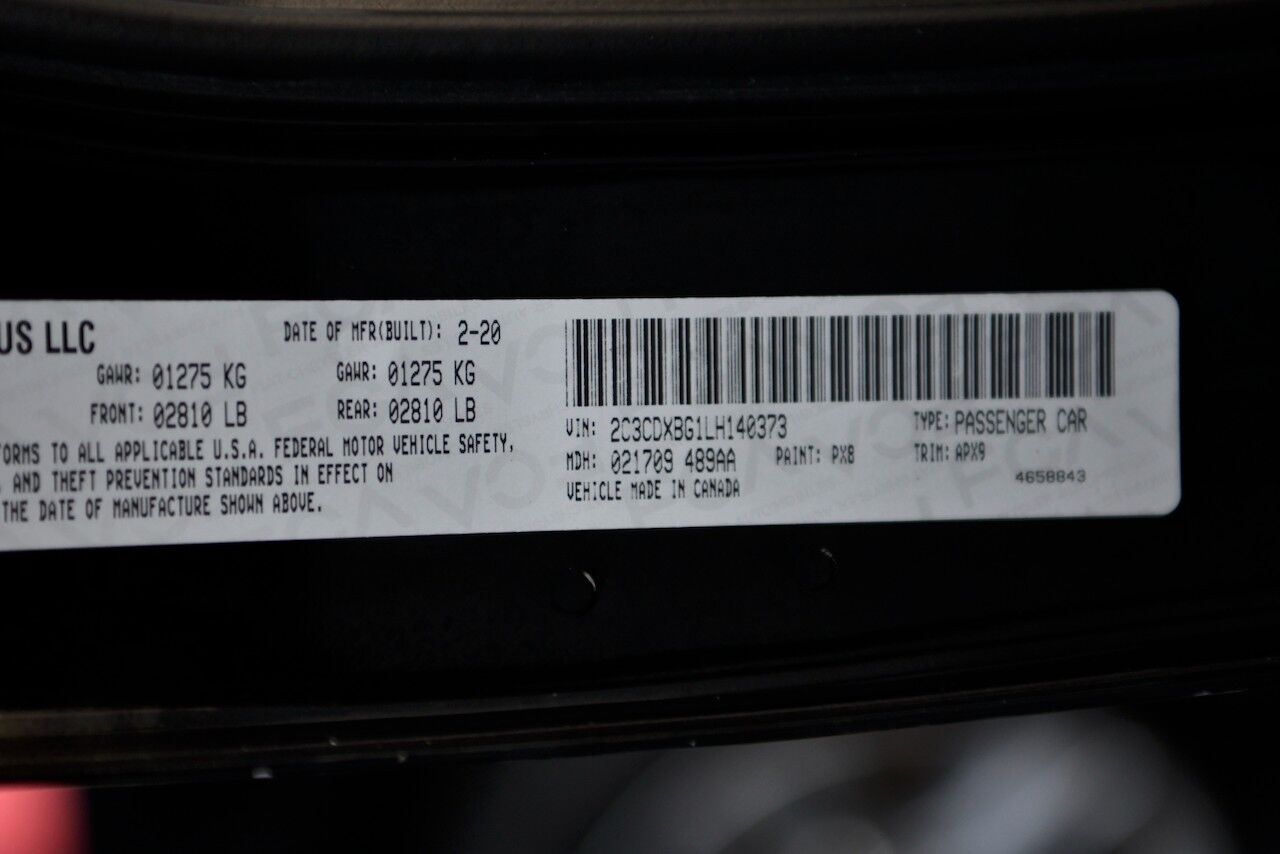 US LLC
DATE OF MFR(BUILT): 2-20
GAWR: 01275 KG GAWR: 01275 KG
FRONT: 02810 LB REAR: 02810 LB
FORMS TO ALL APPLICABLE U.S.A. FEDERAL MOTOR VEHICLE SAFETY,
, AND THEFT PREVENTION STANDARDS IN EFFECT ON
THE DATE OF MANUFACTURE SHOWN ABOVE.
VIN: 2C3CDXBG1LH140373 TYPE: PASSENGER CAR
MDH: 021709 489AA PAINT: PX8 TRIM: APX9
VEHICLE MADE IN CANADA 4658843